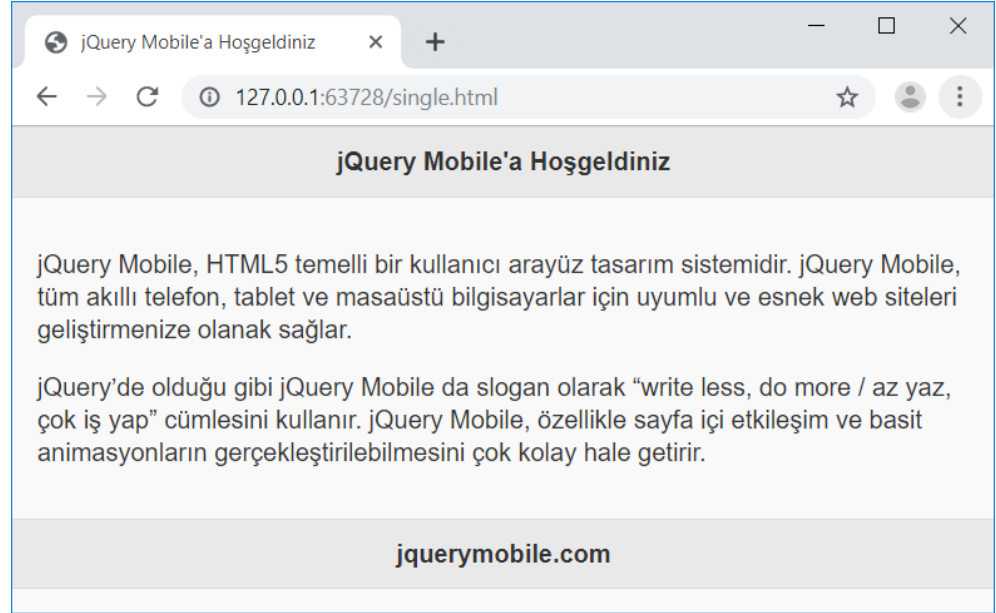 jQuery Mobile'a Hoşgeldiniz
127.0.0.1:63728/single.html
jQuery Mobile'a Hoşgeldiniz
jQuery Mobile, HTML5 temelli bir kullanıcı arayüz tasarım sistemidir. jQuery Mobile,
tüm akıllı telefon, tablet ve masaüstü bilgisayarlar için uyumlu ve esnek web siteleri
geliştirmenize olanak sağlar.
jQuery’de olduğu gibi jQuery Mobile da slogan olarak “write less, do more / az yaz,
çok iş yap” cümlesini kullanır. jQuery Mobile, özellikle sayfa içi etkileşim ve basit
animasyonların gerçekleştirilebilmesini çok kolay hale getirir.
jquerymobile.com